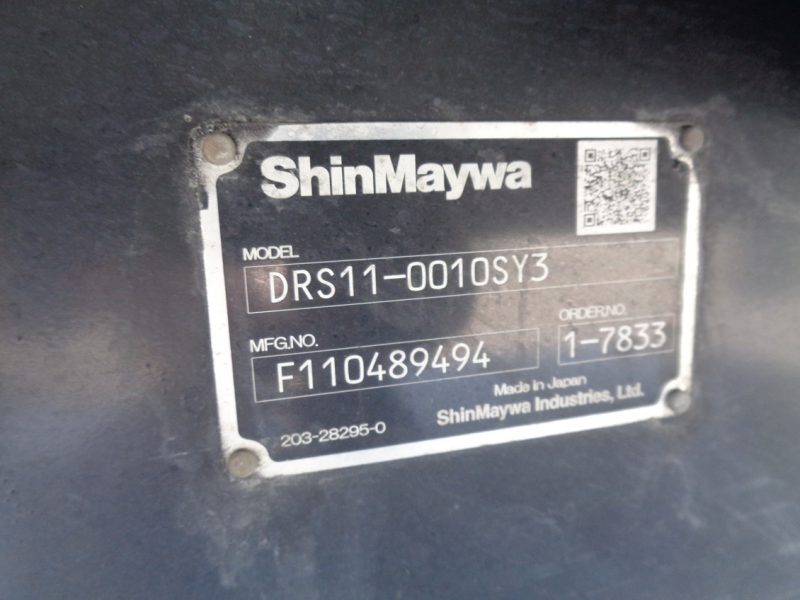 ShinMaywa
MODEL
DRS11-0010SY3
MFG.NO.
F110489494
ORDER.NO.
1-7833
Made in Japan
ShinMaywa Industries, Ltd.
203-28295-0